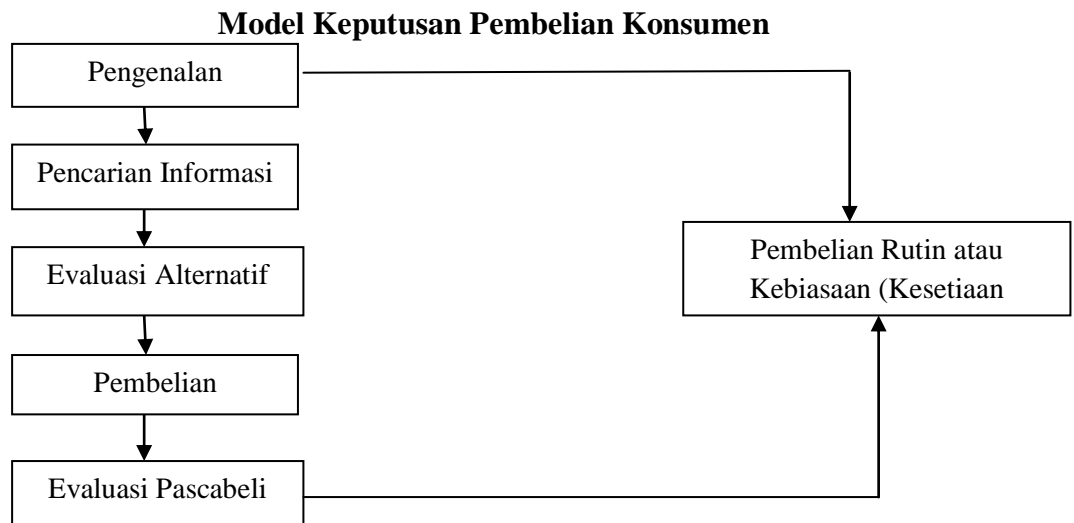 Model Keputusan Pembelian Konsumen
Pengenalan
Pencarian Informasi
Evaluasi Alternatif
Pembelian
Evaluasi Pascabeli
Pembelian Rutin atau
Kebiasaan (Kesetiaan